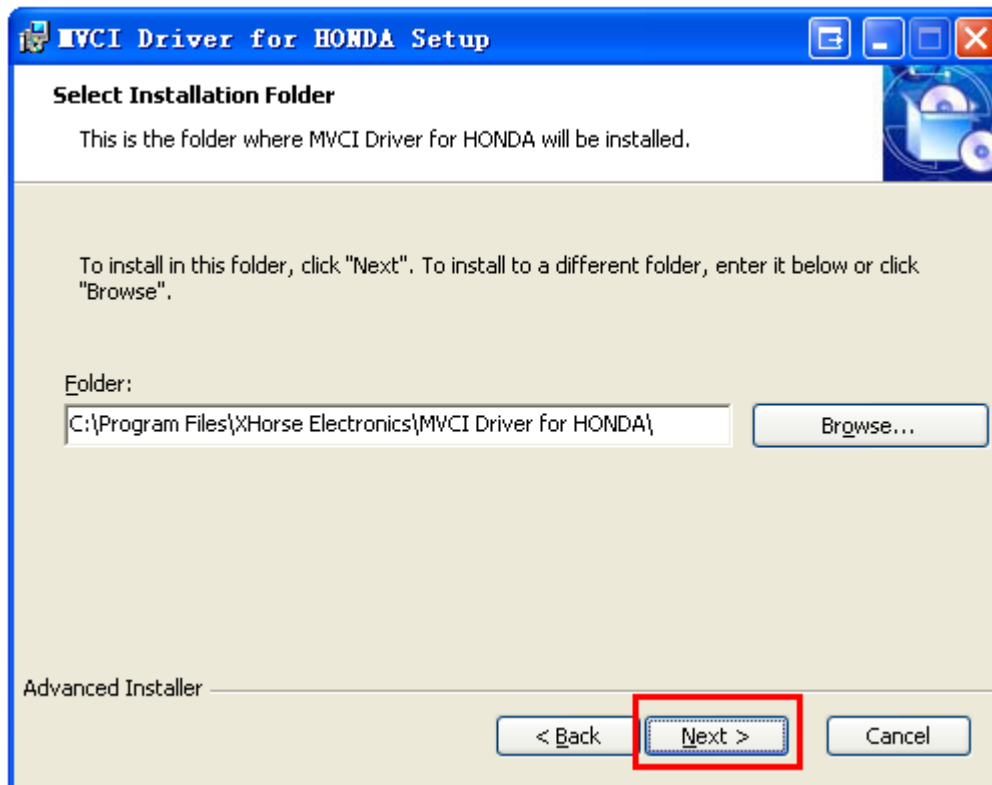 MVCI Driver for HONDA Setup
Select Installation Folder
This is the folder where MVCI Driver for HONDA will be installed.
To install in this folder, click "Next". To install to a different folder, enter it below or click
"Browse".
Folder:
C:\Program Files\XHorse Electronics\MVCI Driver for HONDA\
Browse...
Advanced Installer
< Back
Next >
Cancel